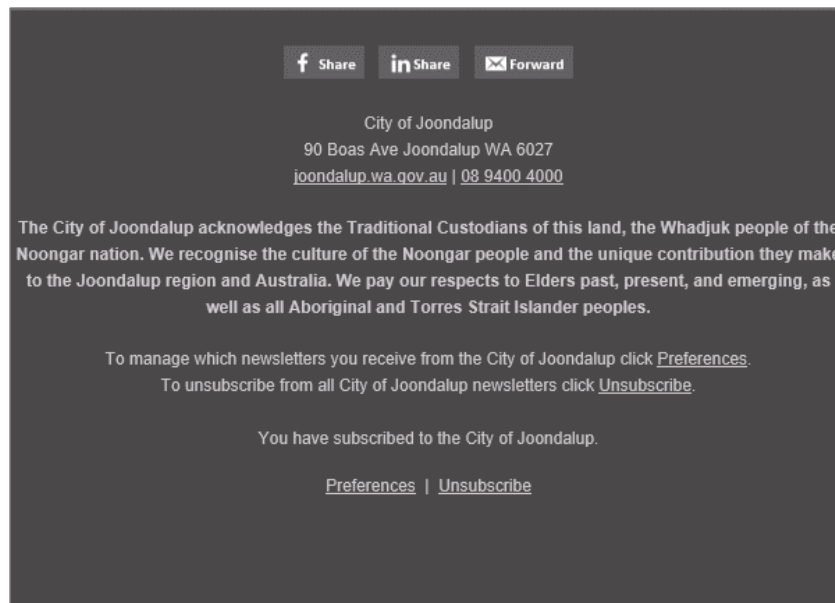 f Share in Share Forward
City of Joondalup
90 Boas Ave Joondalup WA 6027
joondalup.wa.gov.au | 08 9400 4000
The City of Joondalup acknowledges the Traditional Custodians of this land, the Whadjuk people of the
Noongar nation. We recognise the culture of the Noongar people and the unique contribution they make
to the Joondalup region and Australia. We pay our respects to Elders past, present, and emerging, as
well as all Aboriginal and Torres Strait Islander peoples.
To manage which newsletters you receive from the City of Joondalup click Preferences.
To unsubscribe from all City of Joondalup newsletters click Unsubscribe.
You have subscribed to the City of Joondalup.
Preferences | Unsubscribe